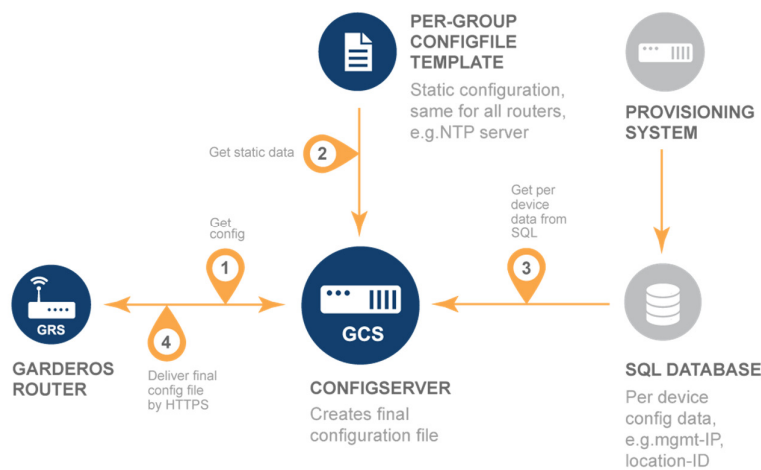 PER-GROUP
CONFIGFILE
TEMPLATE
Static configuration,
same for all routers,
e.g.NTP server
PROVISIONING
SYSTEM
Get static data
2
Get per
device
data from
SQL
3
Get
config
1
GRS
4
GARDEROS
ROUTER
Deliver final
config file
by HTTPS
GCS
CONFIGSERVER
Creates final
configuration file
SQL DATABASE
Per device
config data,
e.g.mgmt-IP,
location-ID